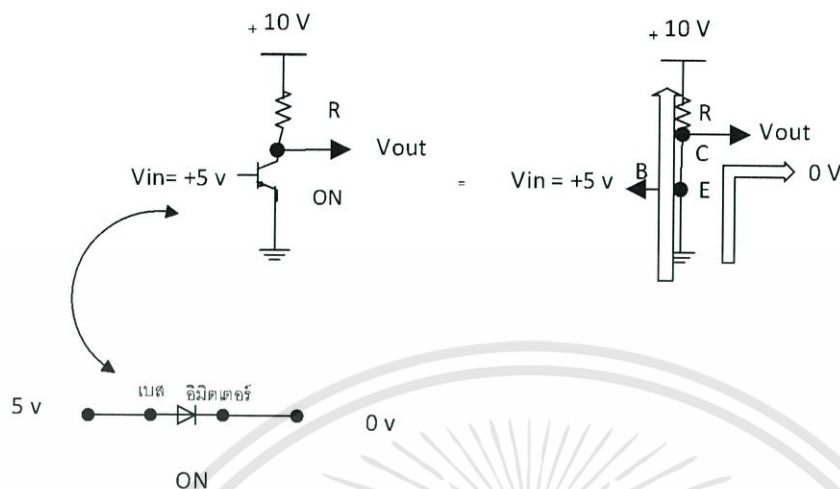 + 10 V
R
Vout
Vin= +5 v
ON
=
+ 10 V
R
Vout
C
B
Vin = +5 v
E
0 V
เบส อิมิตเตอร์
5 v
0 v
ON